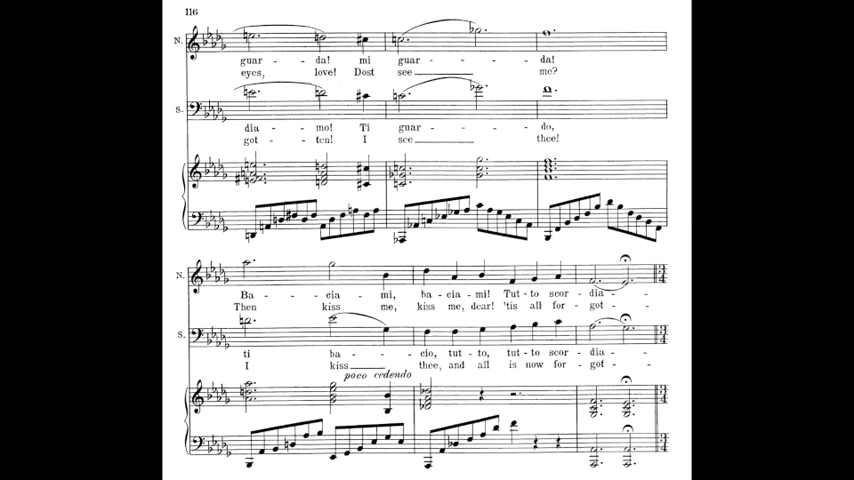 116
N.
guar - - da! mi guar - - - da!
eyes, love! Dost see me?
S.
dia - - mo! Ti guar - - - do,
got - - ten! I see thee!
N.
Ba - - - cia - - mi, ba - cia - mi! Tut - to scor - dia -
Then kiss me, kiss me, dear! 'tis all for - got -
S.
ti ba - - - cio, tut - to, tut - to scor - dia -
I kiss thee, and all is now for - got -
poco cedendo